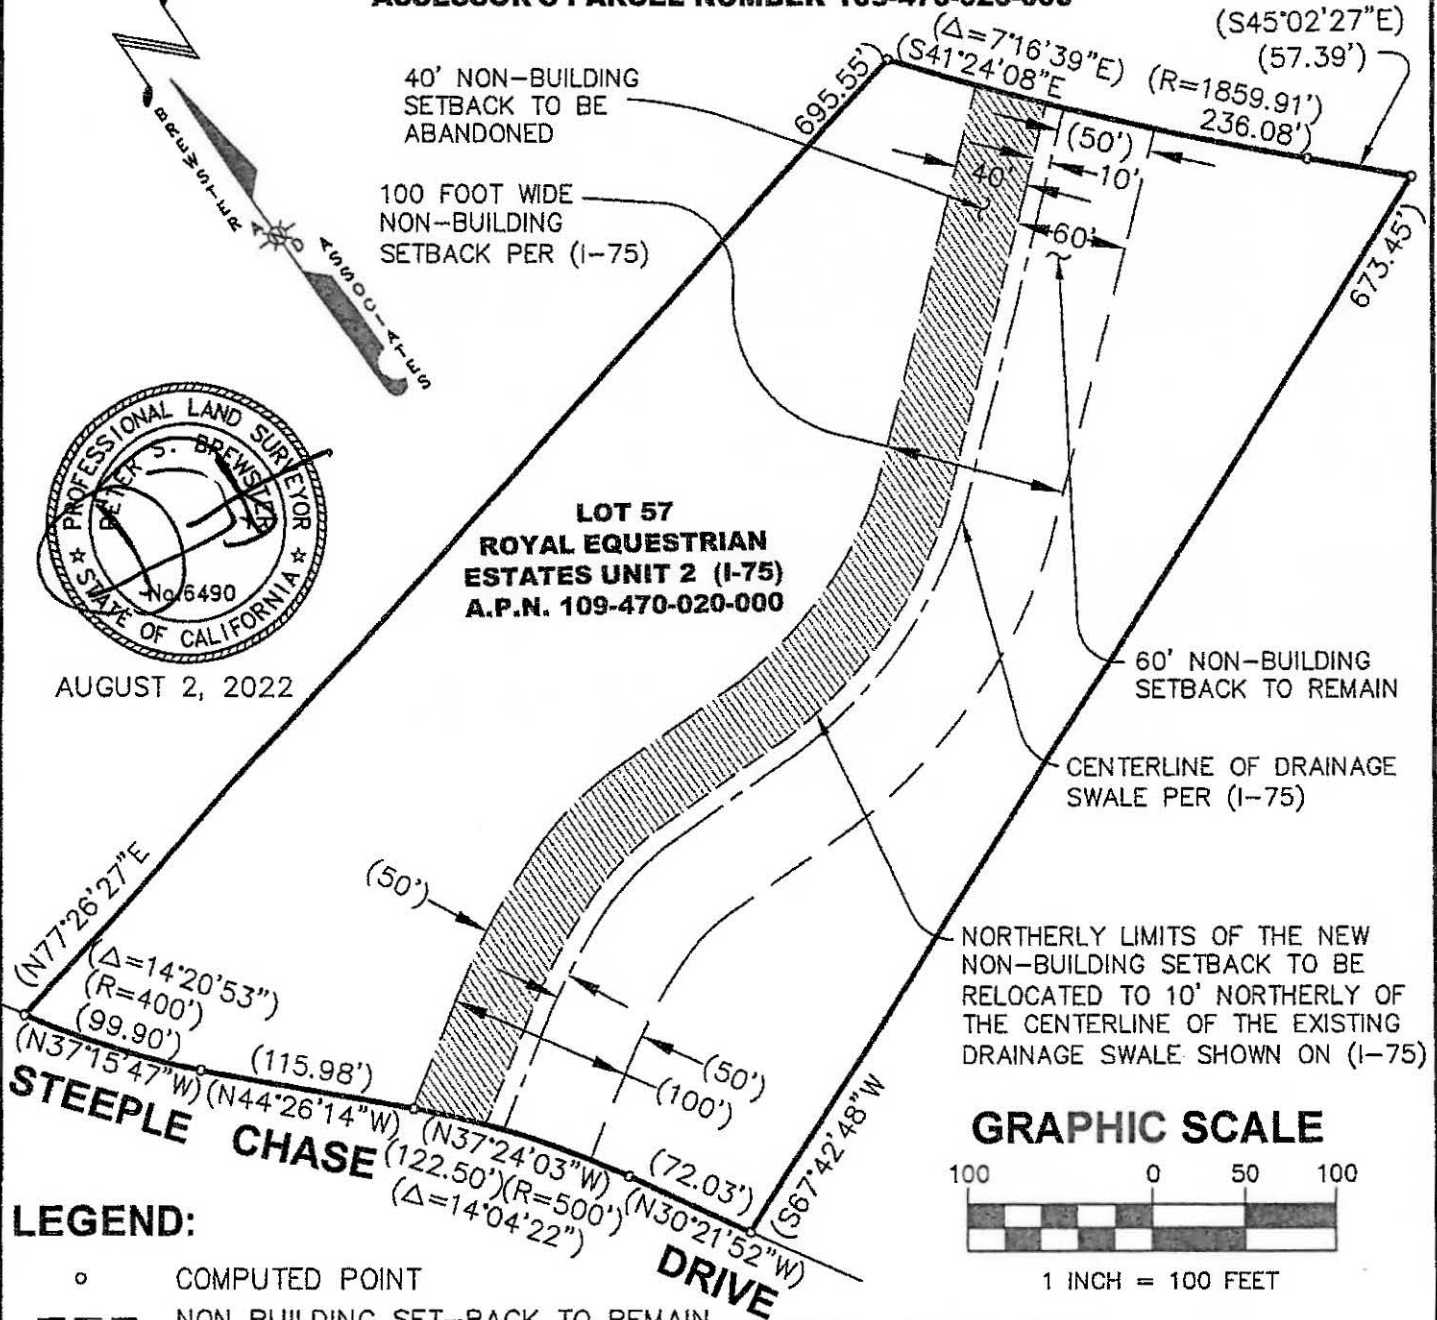 (S45°02'27"E)
(57.39')
(Δ=7°16'39"E)
(S41°24'08"E
(R=1859.91')
236.08')
40' NON-BUILDING
SETBACK TO BE
ABANDONED
695.55')
(50')
10'
40'
60'
100 FOOT WIDE
NON-BUILDING
SETBACK PER (I-75)
673.45')
BREWSTER AND ASSOCIATES
PROFESSIONAL LAND SURVEYOR
PETER S. BREWSTER
No. 6490
STATE OF CALIFORNIA
AUGUST 2, 2022
LOT 57
ROYAL EQUESTRIAN
ESTATES UNIT 2 (I-75)
A.P.N. 109-470-020-000
60' NON-BUILDING
SETBACK TO REMAIN
CENTERLINE OF DRAINAGE
SWALE PER (I-75)
(50')
NORTHERLY LIMITS OF THE NEW
NON-BUILDING SETBACK TO BE
RELOCATED TO 10' NORTHERLY OF
THE CENTERLINE OF THE EXISTING
DRAINAGE SWALE SHOWN ON (I-75)
(N77°26'27"E
(Δ=14°20'53")
(R=400')
(99.90')
(N37°15'47"W)
(115.98')
(N44°26'14"W)
(50')
(100')
(N37°24'03"W)
(122.50')(R=500')
(Δ=14°04'22")
(72.03')
(N30°21'52"W)
(S67°42'48"W
STEEPLE CHASE DRIVE
GRAPHIC SCALE
100 0 50 100
1 INCH = 100 FEET
LEGEND:
COMPUTED POINT
NON BUILDING SET-BACK TO REMAIN